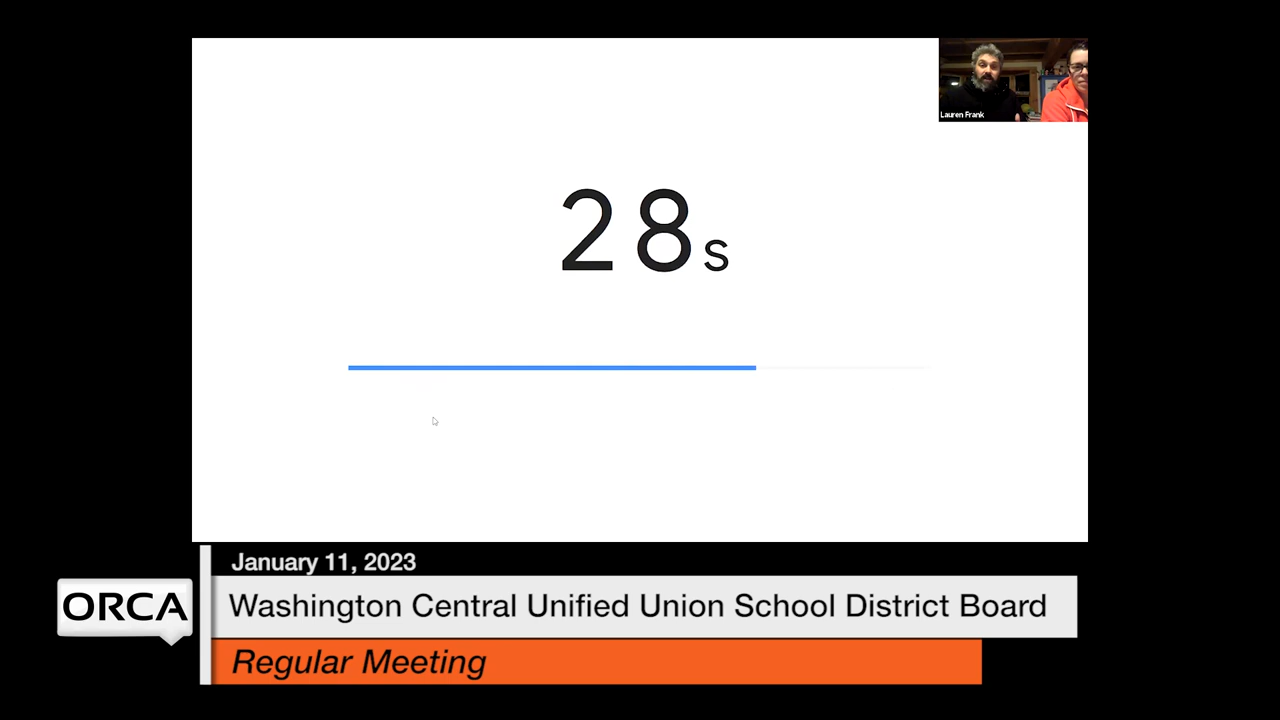 Lauren Frank
28s
January 11, 2023
ORCA
Washington Central Unified Union School District Board
Regular Meeting